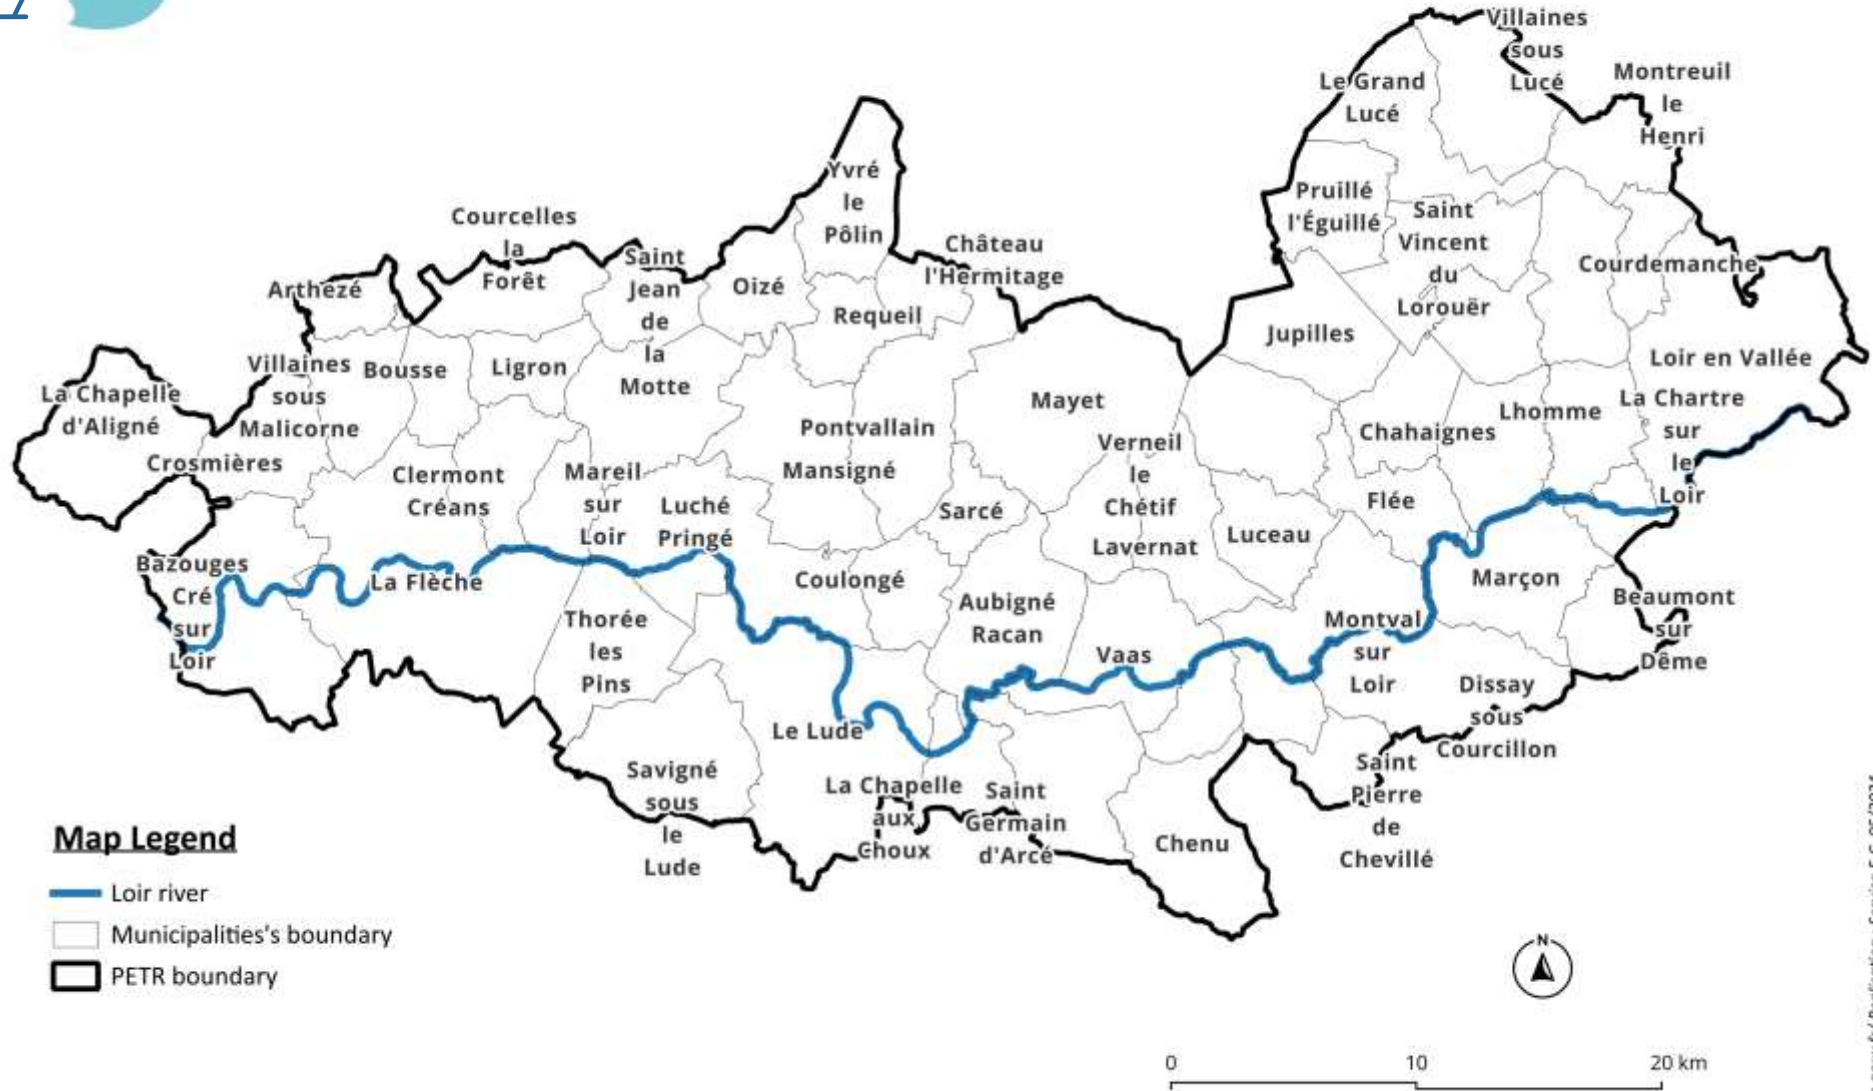 Villaines
sous
Lucé
Le Grand
Lucé
Montreuil
le
Henri
Yvré
le
Pôlin
Pruillé
l'Éguillé
Saint
Vincent
du
Lorouër
Courcelles
la
Forêt
Saint
Jean
de
la
Motte
Château
l'Hermitage
Courdemanche
Arthezé
Oizé
Requeil
Jupilles
Loir en Vallée
Villaines
sous
Malicorne
Bousse
Ligron
La Chapelle
d'Aligné
Mayet
Lhomme
La Chartre
sur
le
Loir
Pontvallain
Chahaignes
Verneil
le
Chétif
Crosmières
Clermont
Créans
Mareil
sur
Loir
Mansigné
Luché
Pringé
Sarcé
Flée
Luceau
Lavernat
Bazouges
Cré
sur
Loir
La Flèche
Coulongé
Marçon
Aubigné
Racan
Beaumont
sur
Dême
Thorée
les
Pins
Montval
sur
Loir
Vaas
Dissay
sous
Courcillon
Le Lude
Savigné
sous
le
Lude
La Chapelle
aux
Choux
Saint
Germain
d'Arcé
Saint
Pierre
de
Chevillé
Chenu
Map Legend
Loir river
Municipalities's boundary
PETR boundary
N
0 10 20 km